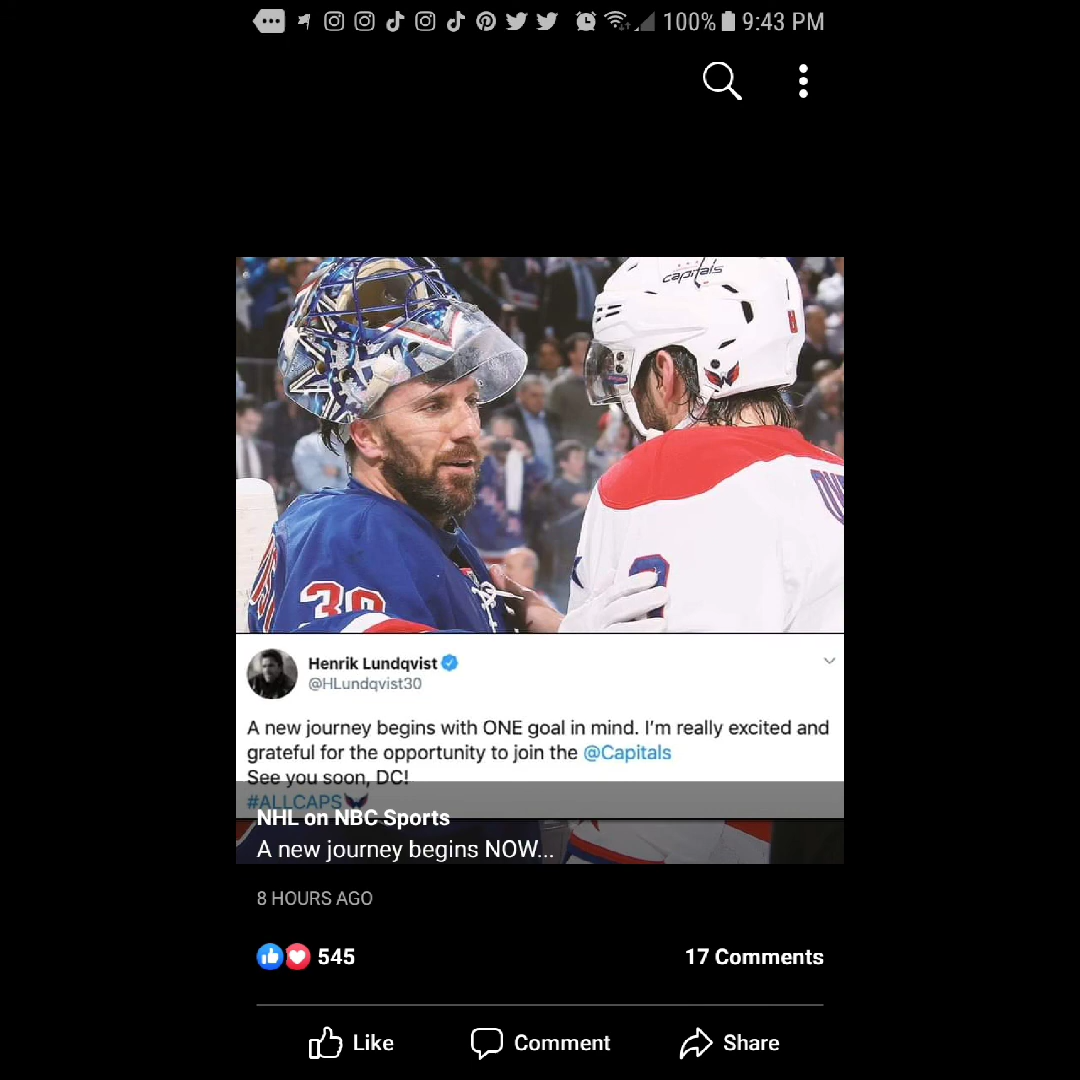 100% 9:43 PM
capitals
30
Henrik Lundqvist
@HLundqvist30
A new journey begins with ONE goal in mind. I'm really excited and
grateful for the opportunity to join the @Capitals
See you soon, DC!
#ALLCAPS
NHL on NBC Sports
A new journey begins NOW...
8 HOURS AGO
545 17 Comments
Like Comment Share